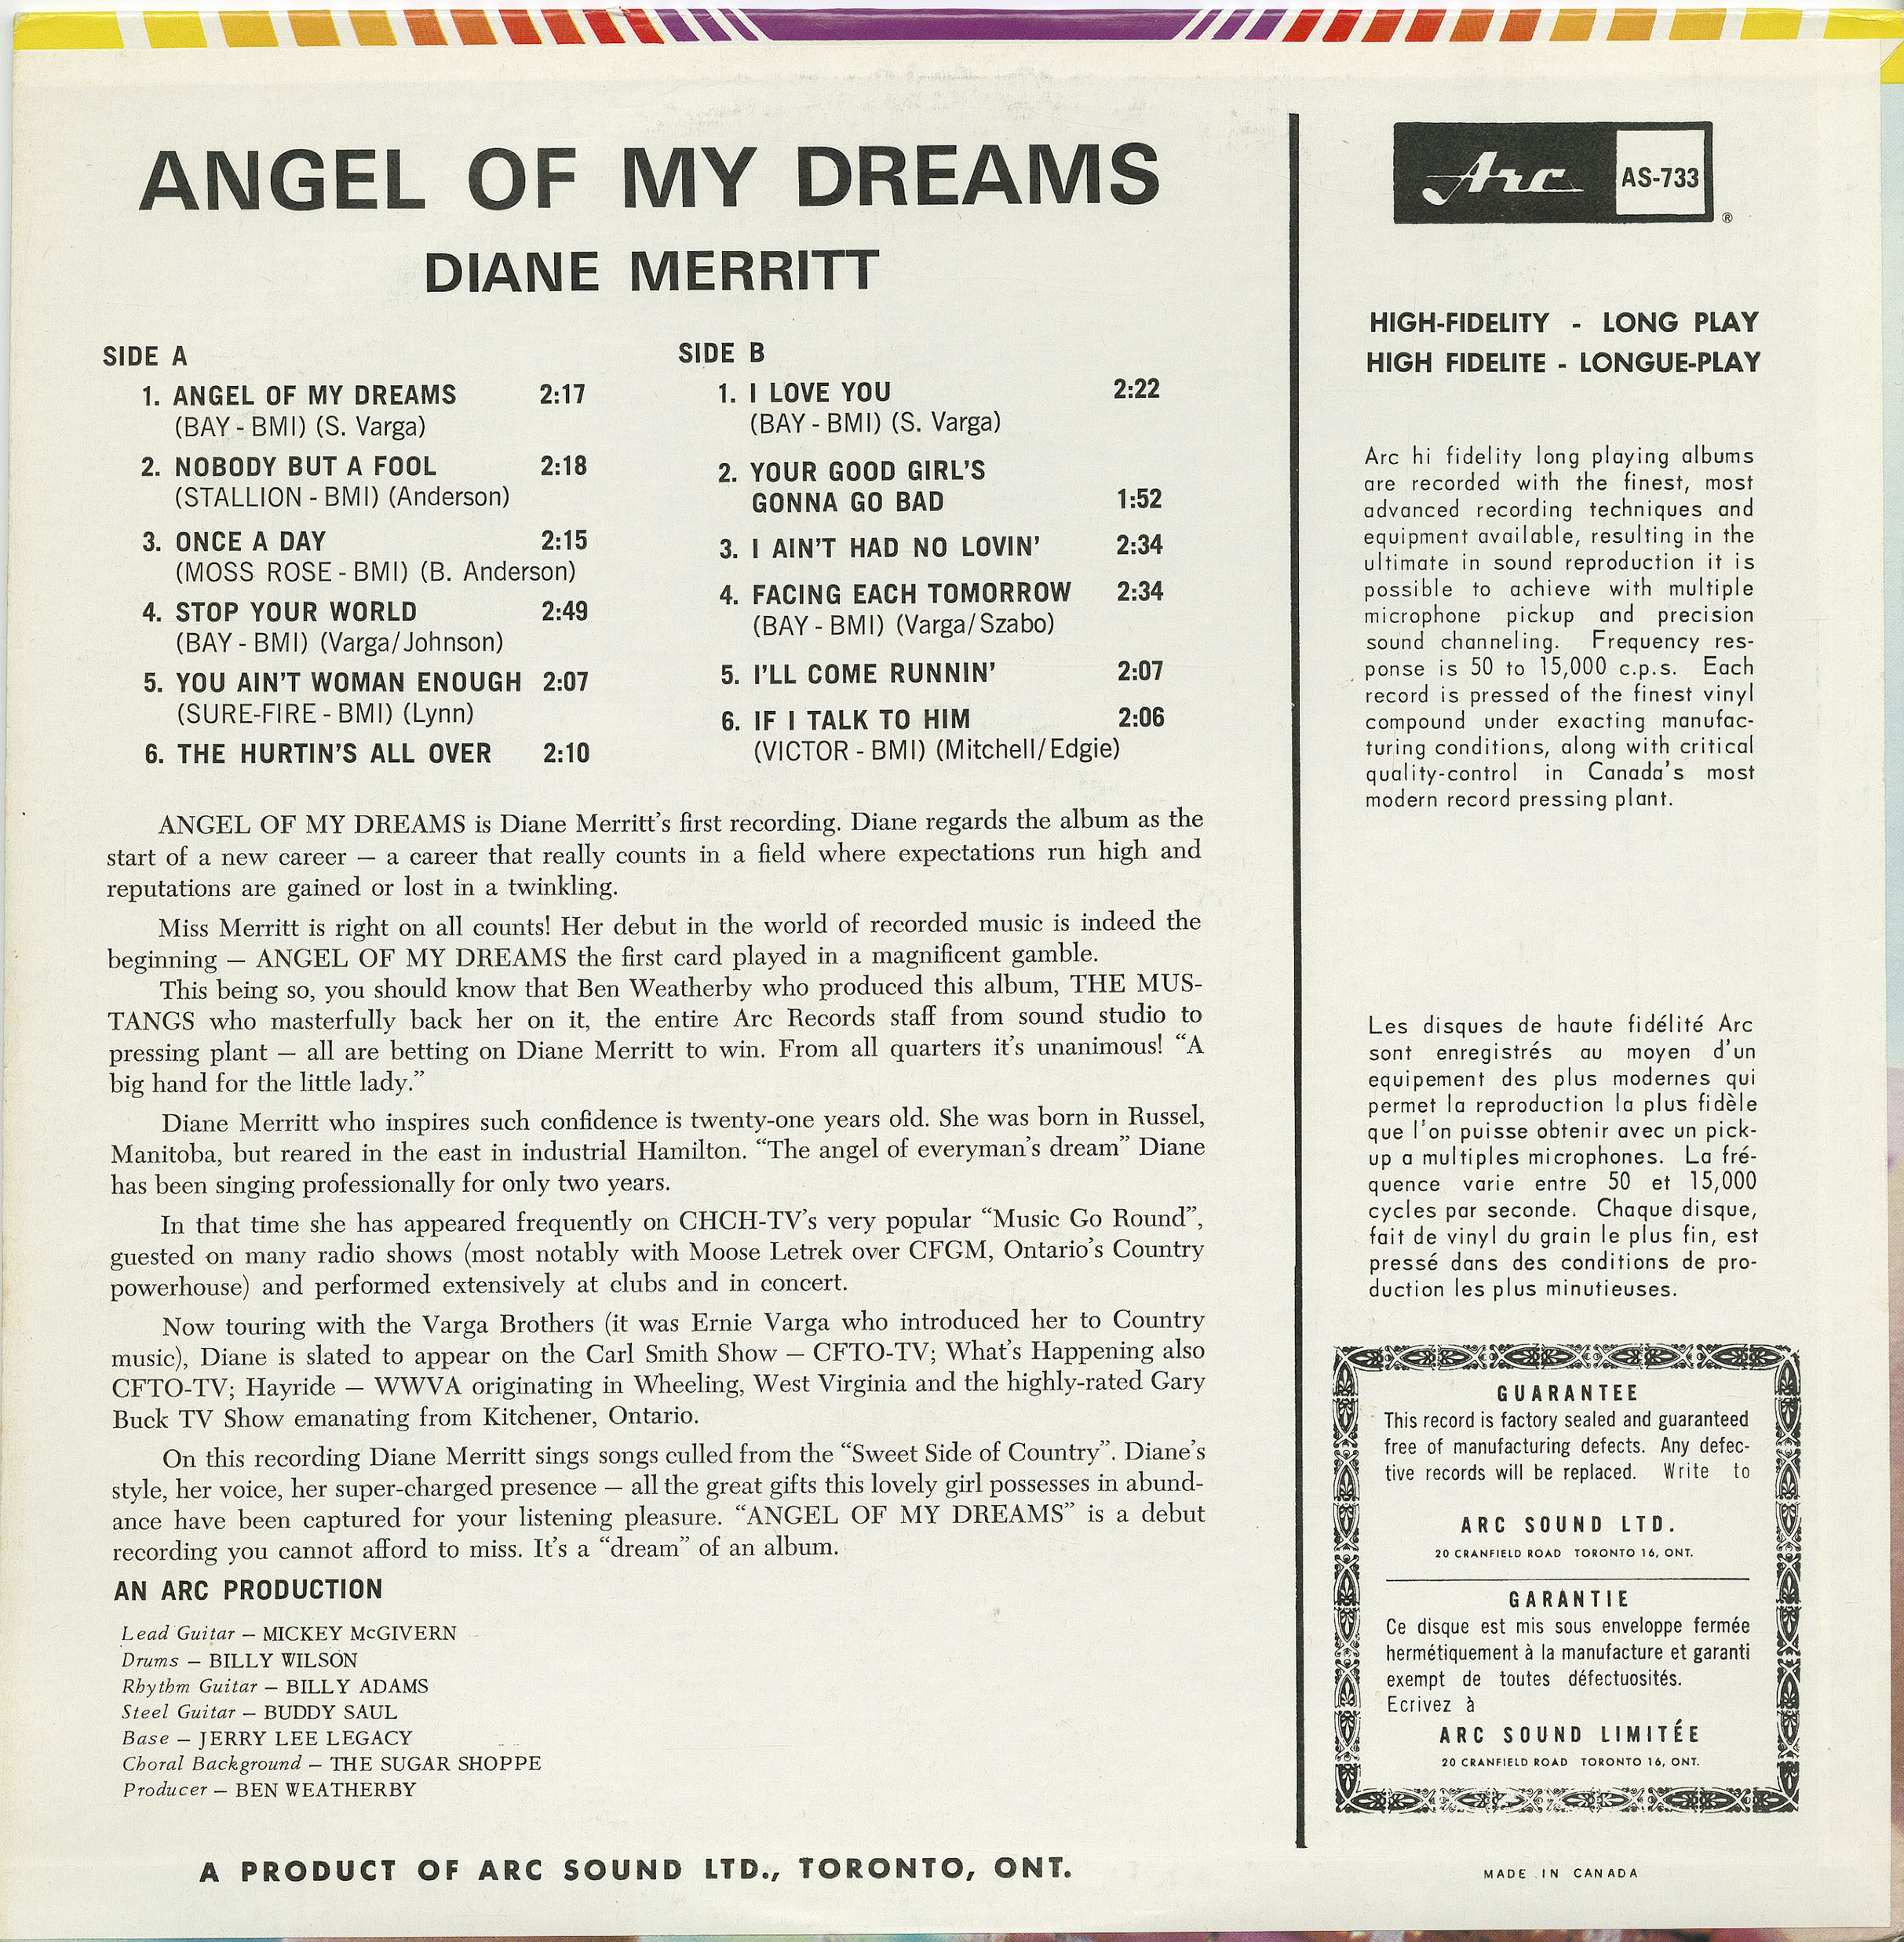 ANGEL OF MY DREAMS
DIANE MERRITT
SIDE A
1. ANGEL OF MY DREAMS 2:17
(BAY - BMI) (S. Varga)
2. NOBODY BUT A FOOL 2:18
(STALLION - BMI) (Anderson)
3. ONCE A DAY 2:15
(MOSS ROSE - BMI) (B. Anderson)
4. STOP YOUR WORLD 2:49
(BAY - BMI) (Varga/Johnson)
5. YOU AIN'T WOMAN ENOUGH 2:07
(SURE-FIRE - BMI) (Lynn)
6. THE HURTIN'S ALL OVER 2:10
SIDE B
1. I LOVE YOU 2:22
(BAY - BMI) (S. Varga)
2. YOUR GOOD GIRL'S
GONNA GO BAD 1:52
3. I AIN'T HAD NO LOVIN' 2:34
4. FACING EACH TOMORROW 2:34
(BAY - BMI) (Varga/Szabo)
5. I'LL COME RUNNIN' 2:07
6. IF I TALK TO HIM 2:06
(VICTOR - BMI) (Mitchell/Edgie)
ANGEL OF MY DREAMS is Diane Merritt's first recording. Diane regards the album as the
start of a new career — a career that really counts in a field where expectations run high and
reputations are gained or lost in a twinkling.
Miss Merritt is right on all counts! Her debut in the world of recorded music is indeed the
beginning — ANGEL OF MY DREAMS the first card played in a magnificent gamble.
This being so, you should know that Ben Weatherby who produced this album, THE MUS-
TANGS who masterfully back her on it, the entire Arc Records staff from sound studio to
pressing plant — all are betting on Diane Merritt to win. From all quarters it's unanimous! “A
big hand for the little lady.”
Diane Merritt who inspires such confidence is twenty-one years old. She was born in Russel,
Manitoba, but reared in the east in industrial Hamilton. “The angel of everyman's dream” Diane
has been singing professionally for only two years.
In that time she has appeared frequently on CHCH-TV's very popular “Music Go Round”,
guested on many radio shows (most notably with Moose Letrek over CFGM, Ontario's Country
powerhouse) and performed extensively at clubs and in concert.
Now touring with the Varga Brothers (it was Ernie Varga who introduced her to Country
music), Diane is slated to appear on the Carl Smith Show — CFTO-TV; What's Happening also
CFTO-TV; Hayride — WWVA originating in Wheeling, West Virginia and the highly-rated Gary
Buck TV Show emanating from Kitchener, Ontario.
On this recording Diane Merritt sings songs culled from the “Sweet Side of Country”. Diane's
style, her voice, her super-charged presence — all the great gifts this lovely girl possesses in abund-
ance have been captured for your listening pleasure. “ANGEL OF MY DREAMS” is a debut
recording you cannot afford to miss. It's a “dream” of an album.
AN ARC PRODUCTION
Lead Guitar — MICKEY McGIVERN
Drums — BILLY WILSON
Rhythm Guitar — BILLY ADAMS
Steel Guitar — BUDDY SAUL
Base — JERRY LEE LEGACY
Choral Background — THE SUGAR SHOPPE
Producer — BEN WEATHERBY
A PRODUCT OF ARC SOUND LTD., TORONTO, ONT.
Arc AS-733
®
HIGH-FIDELITY - LONG PLAY
HIGH FIDELITE - LONGUE-PLAY
Arc hi fidelity long playing albums
are recorded with the finest, most
advanced recording techniques and
equipment available, resulting in the
ultimate in sound reproduction it is
possible to achieve with multiple
microphone pickup and precision
sound channeling. Frequency res-
ponse is 50 to 15,000 c.p.s. Each
record is pressed of the finest vinyl
compound under exacting manufac-
turing conditions, along with critical
quality-control in Canada's most
modern record pressing plant.
Les disques de haute fidélité Arc
sont enregistrés au moyen d'un
equipement des plus modernes qui
permet la reproduction la plus fidèle
que l'on puisse obtenir avec un pick-
up a multiples microphones. La fré-
quence varie entre 50 et 15,000
cycles par seconde. Chaque disque,
fait de vinyl du grain le plus fin, est
pressé dans des conditions de pro-
duction les plus minutieuses.
GUARANTEE
This record is factory sealed and guaranteed
free of manufacturing defects. Any defec-
tive records will be replaced. Write to
ARC SOUND LTD.
20 CRANFIELD ROAD TORONTO 16, ONT.
GARANTIE
Ce disque est mis sous enveloppe fermée
hermétiquement à la manufacture et garanti
exempt de toutes défectuosités.
Ecrivez à
ARC SOUND LIMITÉE
20 CRANFIELD ROAD TORONTO 16, ONT.
MADE IN CANADA